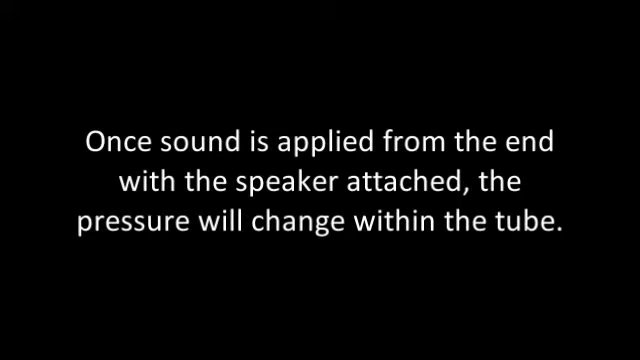 Once sound is applied from the end
with the speaker attached, the
pressure will change within the tube.